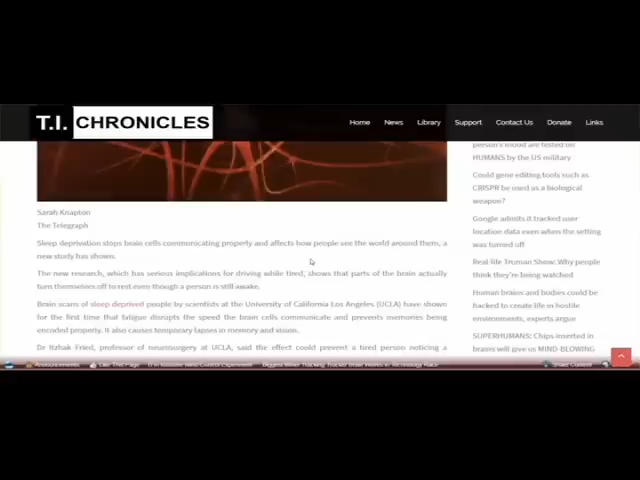 T.I. CHRONICLES
Home News Library Support Contact Us Donate Links
Sarah Knapton
The Telegraph
Sleep deprivation stops brain cells communicating properly and affects how people see the world around them, a
new study has shown.
The new research, which has serious implications for driving while tired, shows that parts of the brain actually
turn themselves off to rest even though a person is still awake.
Brain scans of sleep deprived people by scientists at the University of California Los Angeles (UCLA) have shown
for the first time that fatigue disrupts the speed the brain cells communicate and prevents memories being
encoded properly. It also causes temporary lapses in memory and vision.
Dr Itzhak Fried, professor of neurosurgery at UCLA, said the effect could prevent a tired person noticing a
person's mood are tested on
HUMANS by the US military
Could gene editing tools such as
CRISPR be used as a biological
weapon?
Google admits it tracked user
location data even when the setting
was turned off
Real life Truman Show: Why people
think they're being watched
Human brains and bodies could be
hacked to create life in hostile
environments, experts argue
SUPERHUMANS: Chips inserted in
brains will give us MIND-BLOWING
Announcements Like This Page